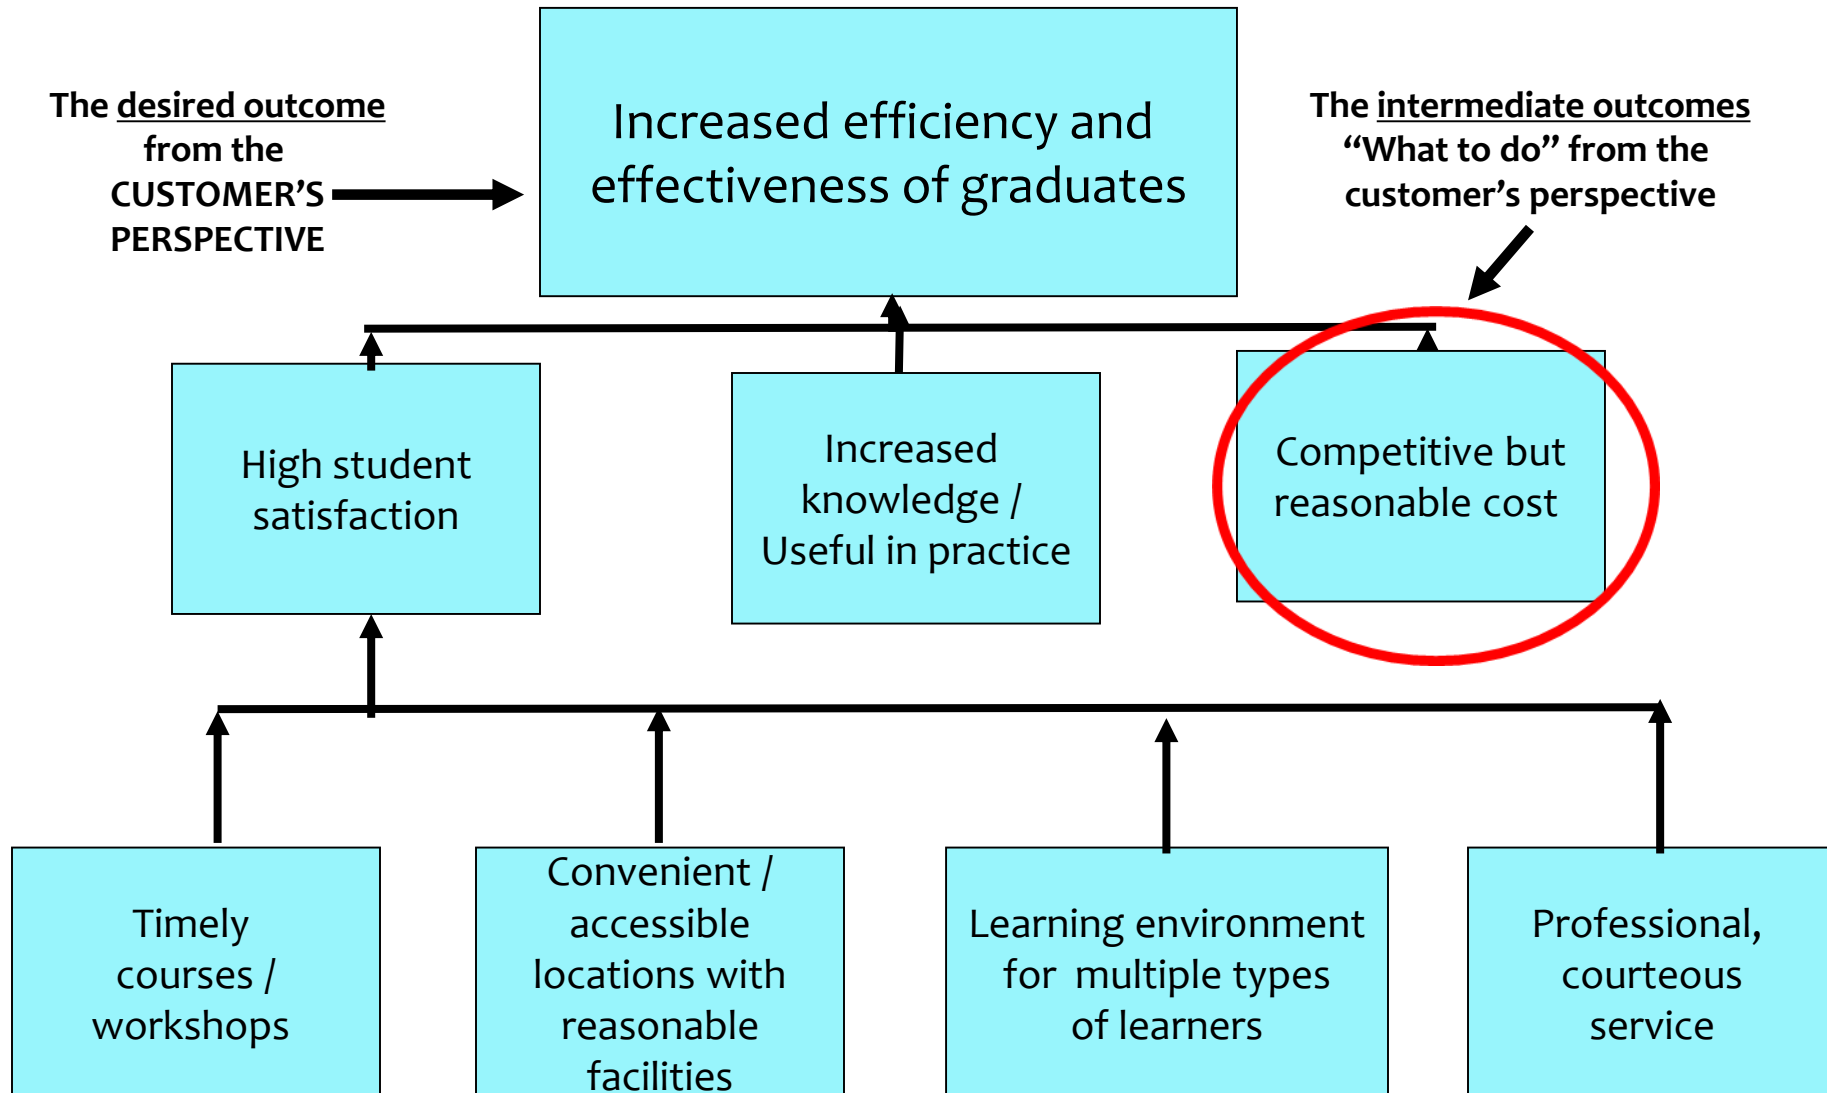 The desired outcome
from the
CUSTOMER’S
PERSPECTIVE
Increased efficiency and
effectiveness of graduates
The intermediate outcomes
“What to do” from the
customer’s perspective
High student
satisfaction
Increased
knowledge /
Useful in practice
Competitive but
reasonable cost
Timely
courses /
workshops
Convenient /
accessible
locations with
reasonable
facilities
Learning environment
for multiple types
of learners
Professional,
courteous
service